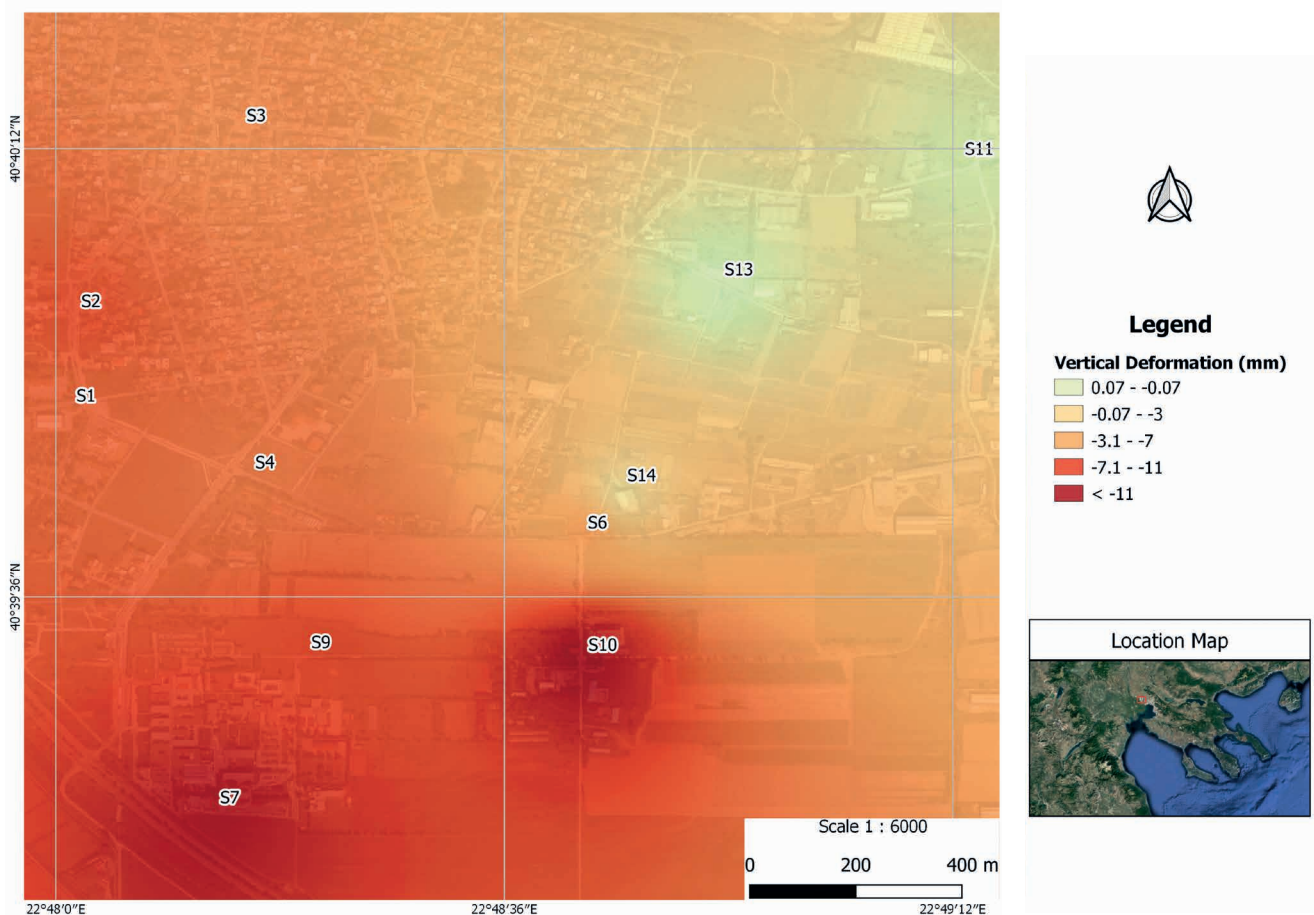 S3
40°40'12"N
S11
S13
S2
S1
S4
S14
S6
40°39'36"N
S9
S10
S7
Scale 1 : 6000
0 200 400 m
22°48'0"E 22°48'36"E 22°49'12"E
Legend
Vertical Deformation (mm)
0.07 - -0.07
-0.07 - -3
-3.1 - -7
-7.1 - -11
< -11
Location Map